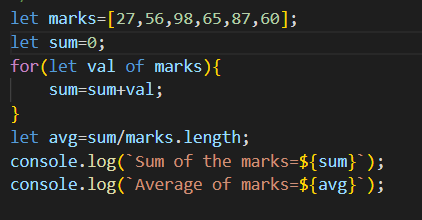 let marks=[27,56,98,65,87,60];
let sum=0;
for(let val of marks){
    sum=sum+val;
}
let avg=sum/marks.length;
console.log(`Sum of the marks=${sum}`);
console.log(`Average of marks=${avg}`);